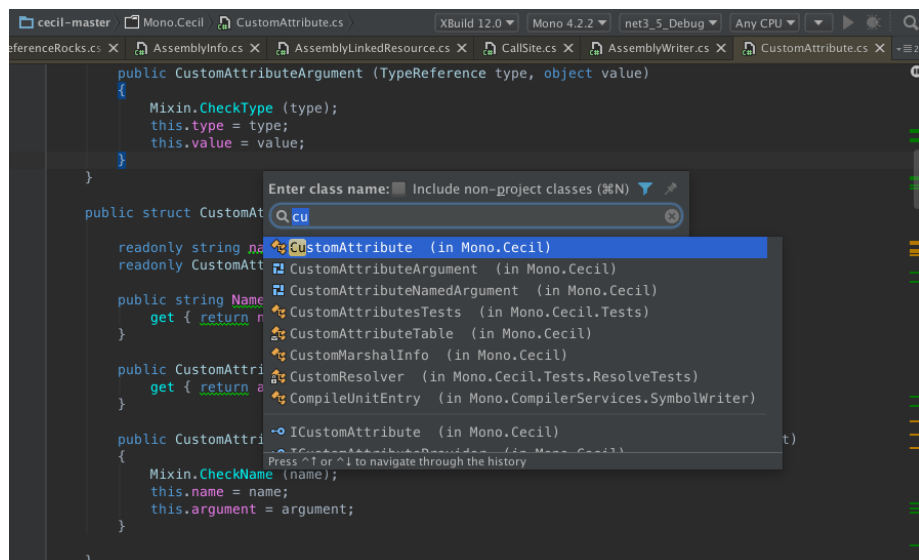 cecil-master Mono.Cecil CustomAttribute.cs XBuild 12.0 Mono 4.2.2 net3_5_Debug Any CPU
eferenceRocks.cs AssemblyInfo.cs AssemblyLinkedResource.cs CallSite.cs AssemblyWriter.cs CustomAttribute.cs
public CustomAttributeArgument (TypeReference type, object value)
{
Mixin.CheckType (type);
this.type = type;
this.value = value;
}
}
Enter class name: Include non-project classes (⌘N)
cu
public struct CustomAt
CustomAttribute (in Mono.Cecil)
readonly string na
readonly CustomAtt
CustomAttributeArgument (in Mono.Cecil)
CustomAttributeNamedArgument (in Mono.Cecil)
public string Name
get { return n
}
CustomAttributesTests (in Mono.Cecil.Tests)
CustomAttributeTable (in Mono.Cecil)
CustomMarshalInfo (in Mono.Cecil)
public CustomAttri
get { return a
}
CustomResolver (in Mono.Cecil.Tests.ResolveTests)
CompileUnitEntry (in Mono.CompilerServices.SymbolWriter)
ICustomAttribute (in Mono.Cecil)
ICustomAttributeProvider (in Mono.Cecil)
public CustomAttri t)
Press ^↑ or ^↓ to navigate through the history
{
Mixin.CheckName (name);
this.name = name;
this.argument = argument;
}
}